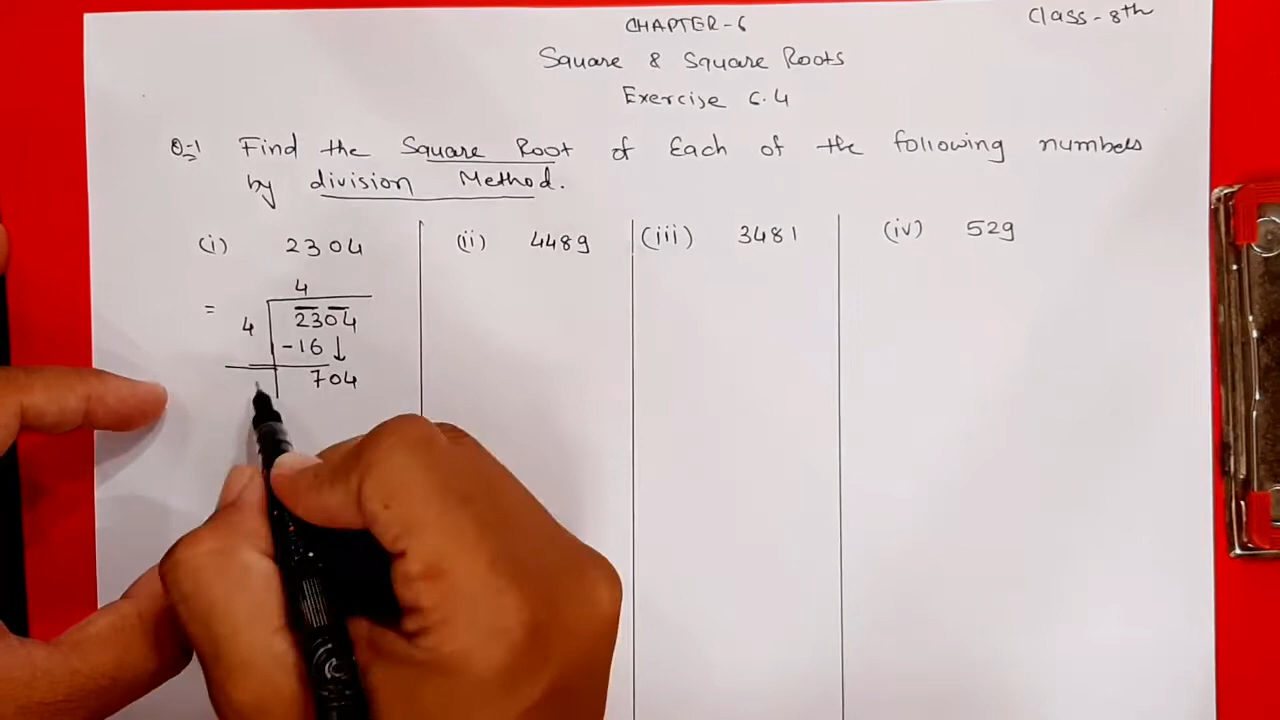 CHAPTER-6
Class-8th
Square & Square Roots
Exercise 6.4
Q-1 Find the Square Root of Each of the following numbers
by division Method.
(i) 2304
(ii) 4489
(iii) 3481
(iv) 529
4
= 4 2304
-16 ↓
704